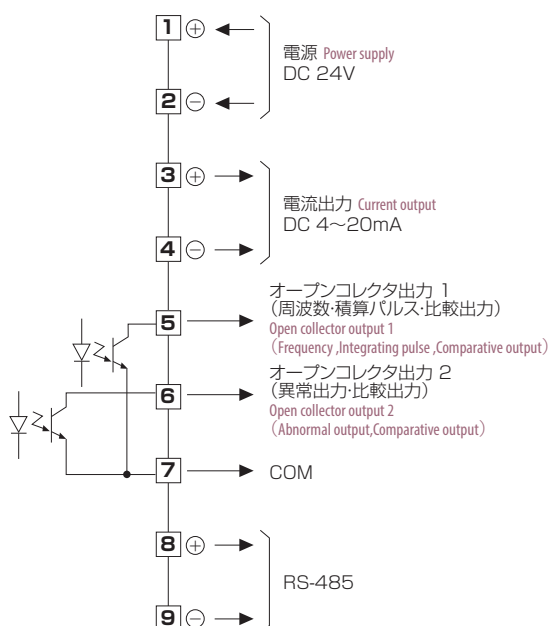 1 ⊕
電源 Power supply
DC 24V
2 ⊖
3 ⊕
電流出力 Current output
DC 4～20mA
4 ⊖
オープンコレクタ出力 1
5
（周波数・積算パルス・比較出力）
Open collector output 1
（Frequency ,Integrating pulse ,Comparative output）
オープンコレクタ出力 2
6
（異常出力・比較出力）
Open collector output 2
（Abnormal output,Comparative output）
7 COM
8 ⊕
RS-485
9 ⊖